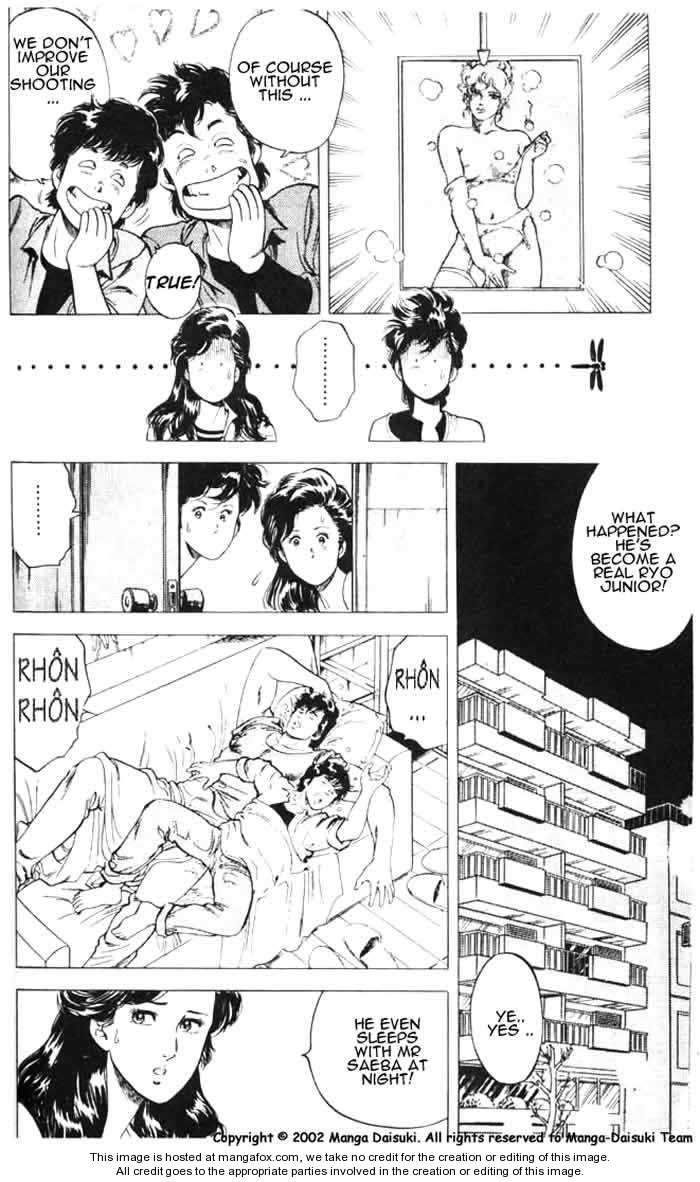 WE DON'T
IMPROVE
OUR
SHOOTING
...
OF COURSE
WITHOUT
THIS ...
TRUE!
.........
.......
WHAT
HAPPENED?
HE'S
BECOME A
REAL RYO
JUNIOR!
RHÔN
RHÔN
RHÔN
...
YE..
YES ..
HE EVEN
SLEEPS
WITH MR
SAEBA AT
NIGHT!
Copyright © 2002 Manga Daisuki. All rights reserved to Manga-Daisuki Team
This image is hosted at mangafox.com, we take no credit for the creation or editing of this image.
All credit goes to the appropriate parties involved in the creation or editing of this image.